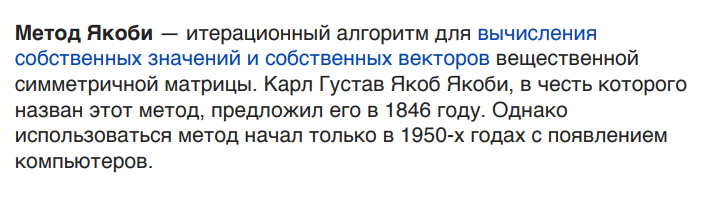 Метод Якоби — итерационный алгоритм для вычисления
собственных значений и собственных векторов вещественной
симметричной матрицы. Карл Густав Якоб Якоби, в честь которого
назван этот метод, предложил его в 1846 году. Однако
использоваться метод начал только в 1950-х годах с появлением
компьютеров.